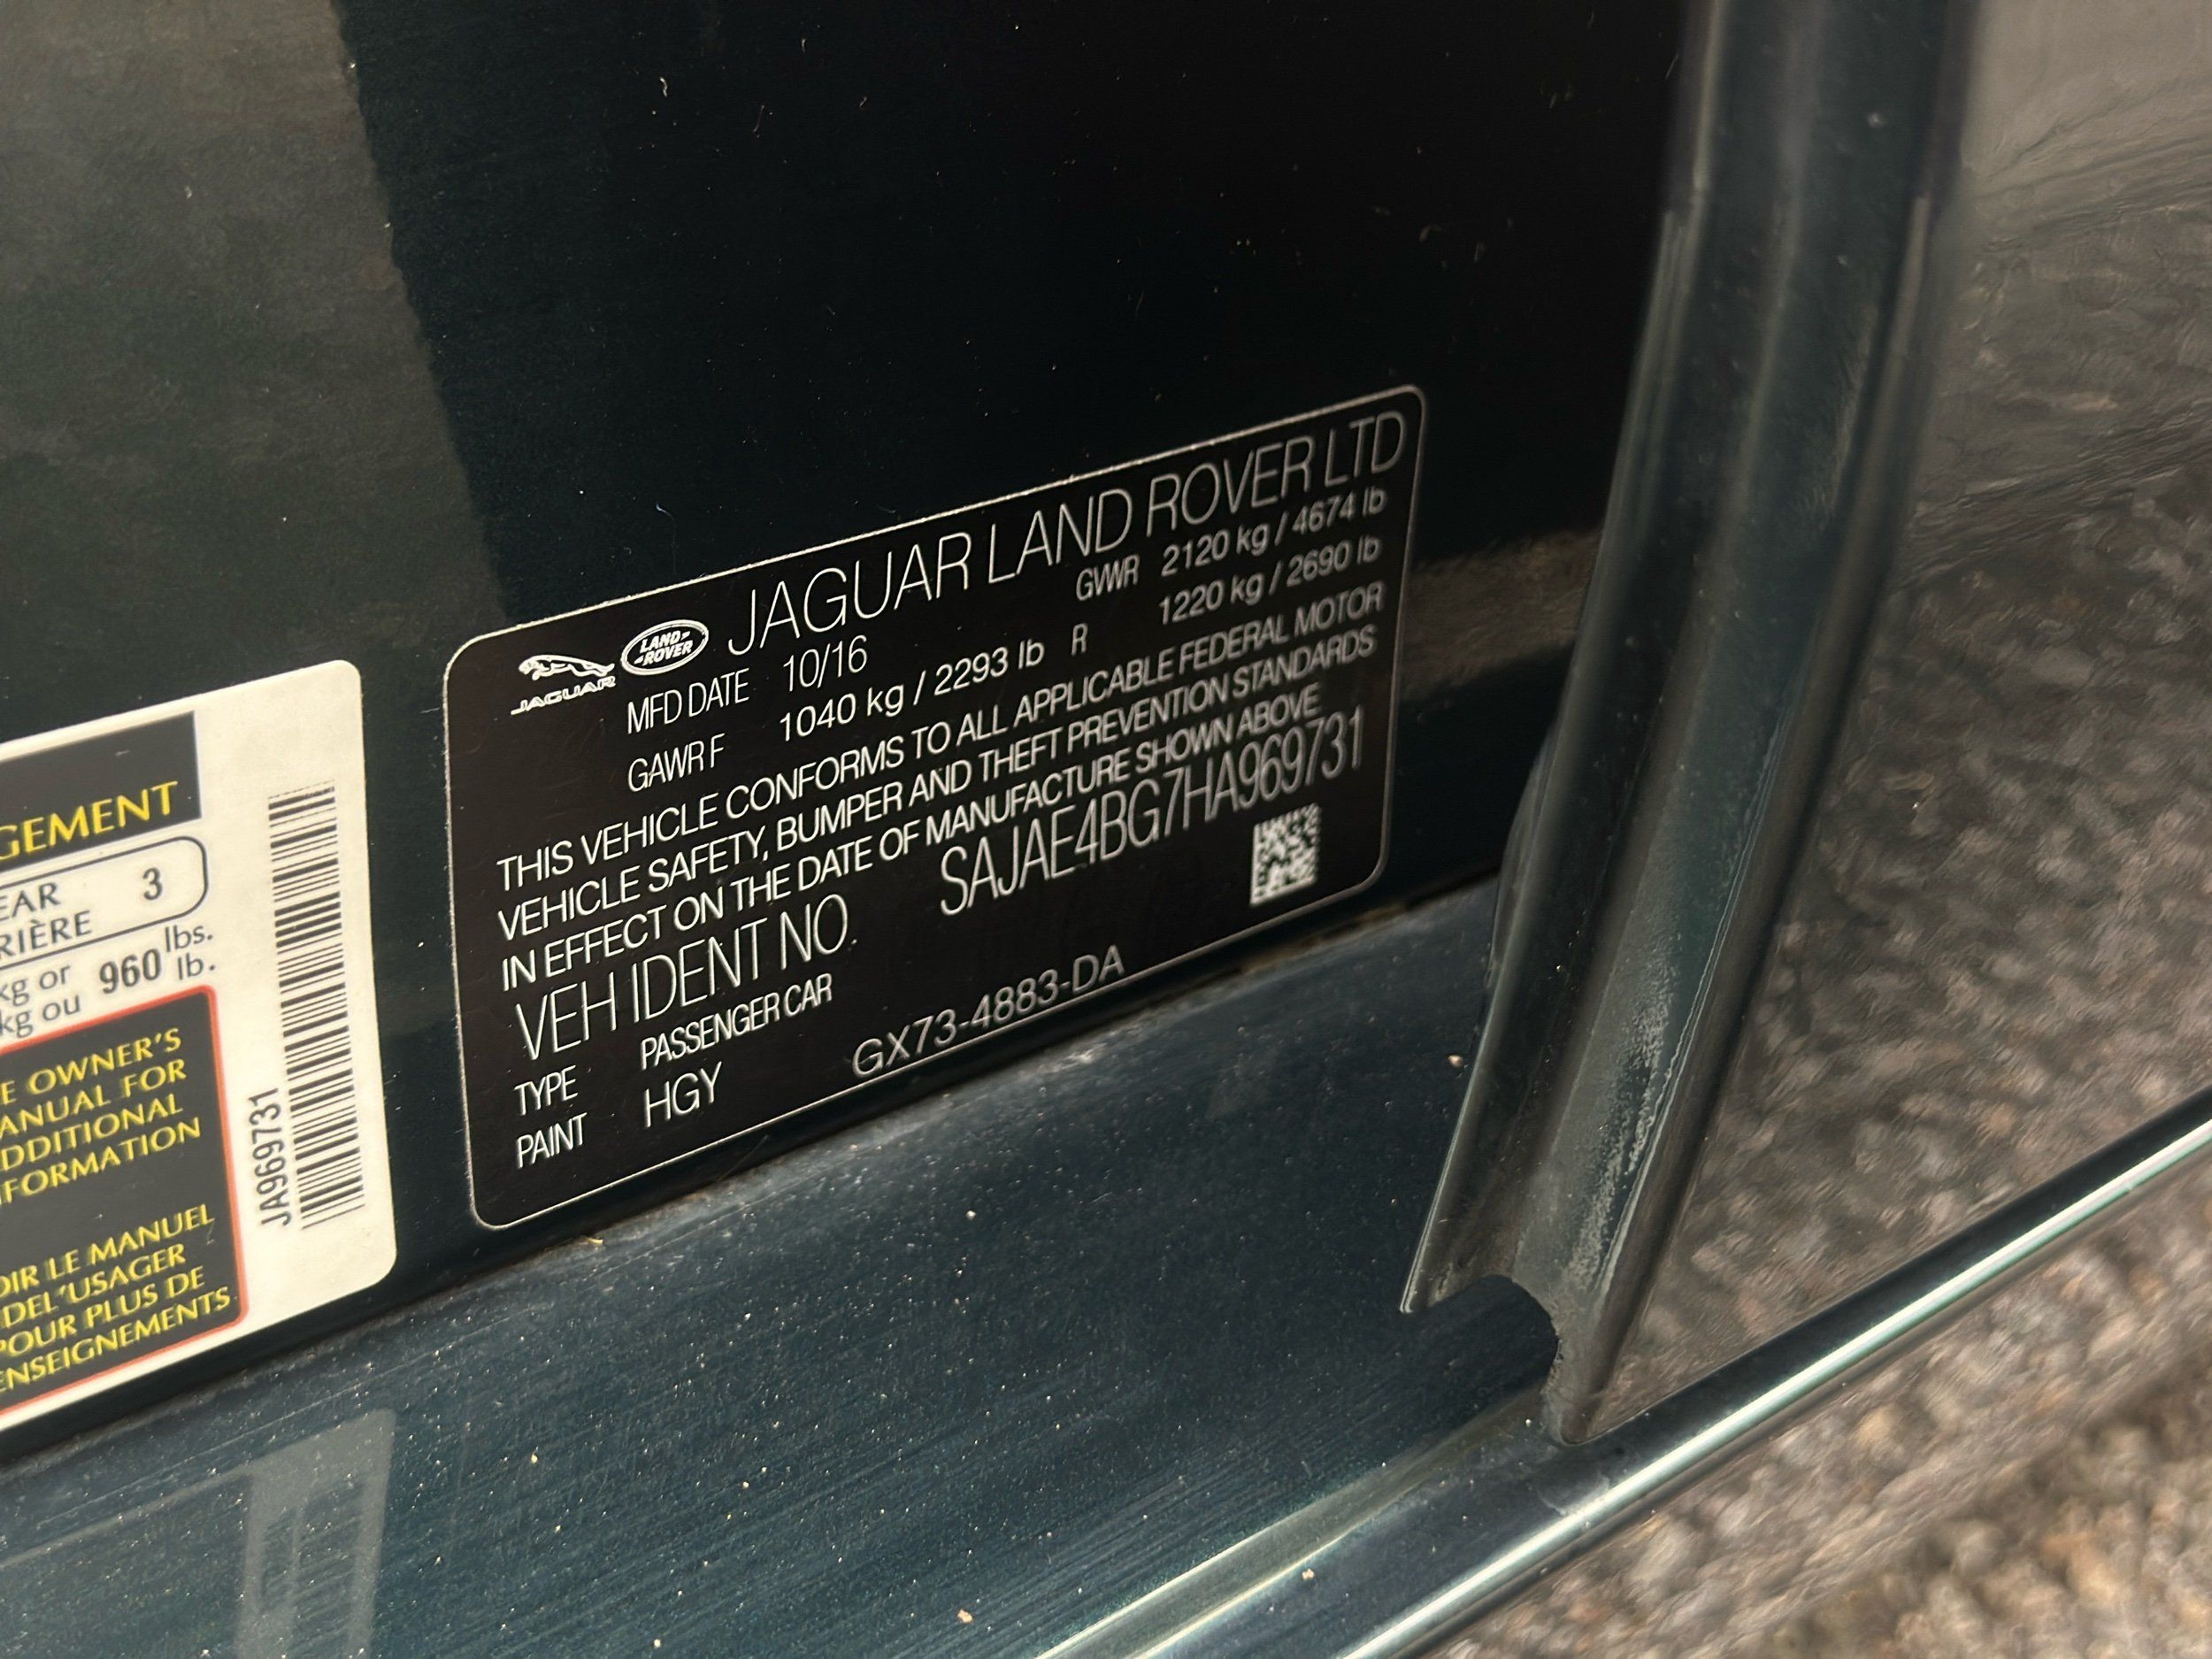 JAGUAR
LAND-
-ROVER
JAGUAR LAND ROVER LTD
MFD DATE 10/16 GVWR 2120 kg / 4674 lb
GAWR F 1040 kg / 2293 lb R 1220 kg / 2690 lb
THIS VEHICLE CONFORMS TO ALL APPLICABLE FEDERAL MOTOR
VEHICLE SAFETY, BUMPER AND THEFT PREVENTION STANDARDS
IN EFFECT ON THE DATE OF MANUFACTURE SHOWN ABOVE
VEH IDENT NO. SAJAE4BG7HA969731
TYPE PASSENGER CAR
PAINT HGY
GX73-4883-DA
GEMENT
EAR 3
RIÈRE
kg or 960 lbs.
kg ou lb.
E OWNER'S
ANUAL FOR
DDITIONAL
FORMATION
OIR LE MANUEL
DEL'USAGER
POUR PLUS DE
ENSEIGNEMENTS
JA969731